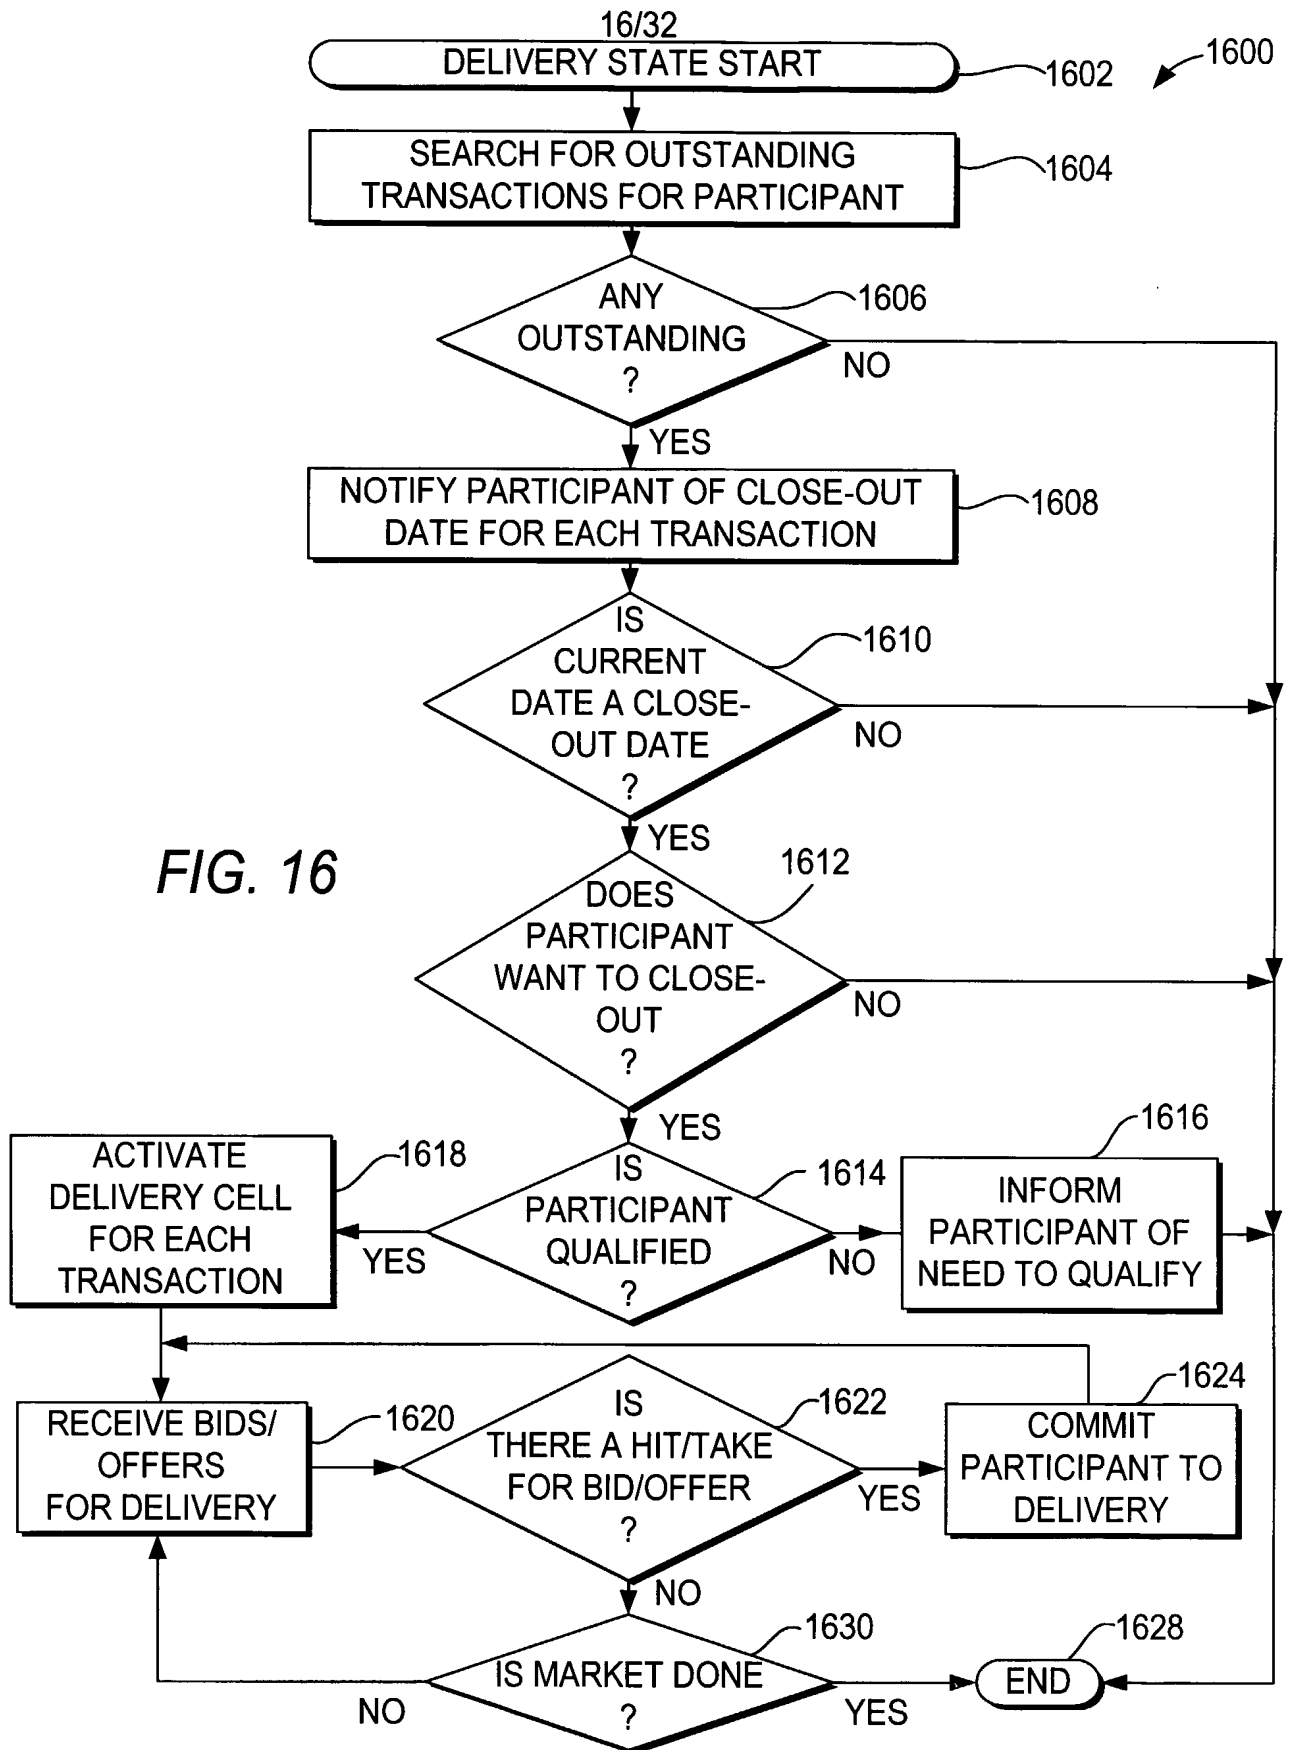 16/32
DELIVERY STATE START
1602
1600
SEARCH FOR OUTSTANDING
TRANSACTIONS FOR PARTICIPANT
1604
ANY
OUTSTANDING
?
1606
NO
YES
NOTIFY PARTICIPANT OF CLOSE-OUT
DATE FOR EACH TRANSACTION
1608
IS
CURRENT
DATE A CLOSE-
OUT DATE
?
1610
NO
YES
FIG. 16
DOES
PARTICIPANT
WANT TO CLOSE-
OUT
?
1612
NO
YES
ACTIVATE
DELIVERY CELL
FOR EACH
TRANSACTION
1618
YES
IS
PARTICIPANT
QUALIFIED
?
1614
NO
INFORM
PARTICIPANT OF
NEED TO QUALIFY
1616
RECEIVE BIDS/
OFFERS
FOR DELIVERY
1620
IS
THERE A HIT/TAKE
FOR BID/OFFER
?
1622
YES
COMMIT
PARTICIPANT TO
DELIVERY
1624
NO
IS MARKET DONE
?
1630
NO
YES
END
1628